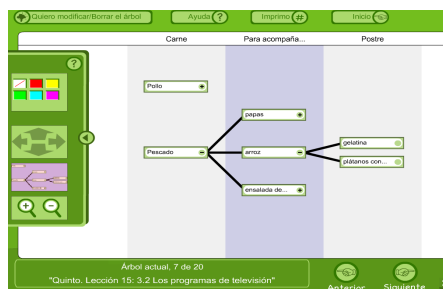 Quiero modificar/Borrar el árbol
Ayuda ?
Imprimo #
Inicio
Carne
Para acompaña...
Postre
?
Pollo
papas
Pescado
arroz
gelatina
plátanos con...
ensalada de...
Árbol actual, 7 de 20
"Quinto. Lección 15: 3.2 Los programas de televisión"
Anterior
Siguiente